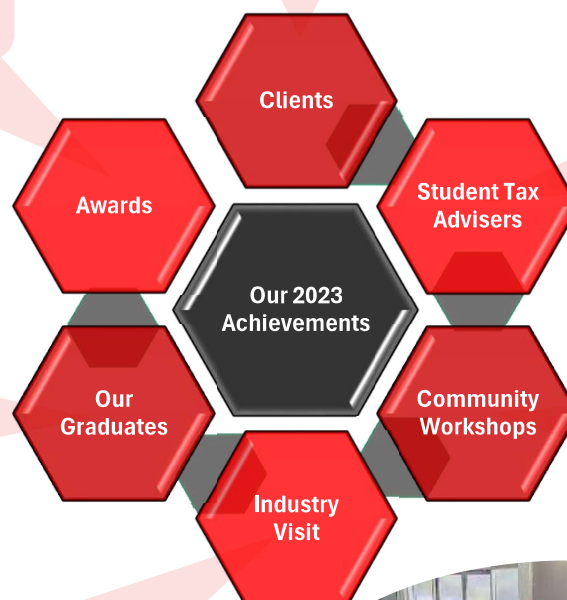 Clients
Student Tax
Advisers
Awards
Our 2023
Achievements
Our
Graduates
Community
Workshops
Industry
Visit